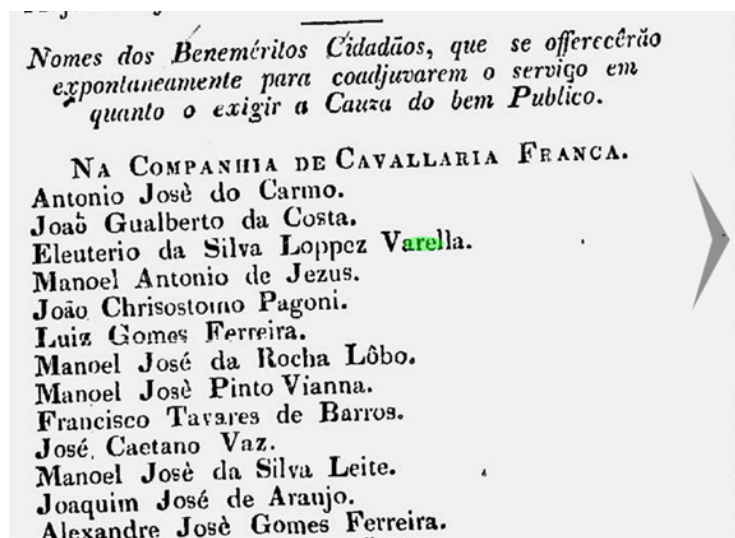 Nomes dos Beneméritos Cidadãos, que se offerecêrão
expontaneamente para coadjuvarem o serviço em
quanto o exigir a Cauza do bem Publico.
NA COMPANHIA DE CAVALLARIA FRANCA.
Antonio Josè do Carmo.
Joaõ Gualberto da Costa.
Eleuterio da Silva Loppez Varella.
Manoel Antonio de Jezus.
João Chrisostomo Pagoni.
Luiz Gomes Ferreira.
Manoel José da Rocha Lôbo.
Manoel Josè Pinto Vianna.
Francisco Tavares de Barros.
José Caetano Vaz.
Manoel Josè da Silva Leite.
Joaquim José de Araujo.
Alexandre Josè Gomes Ferreira.